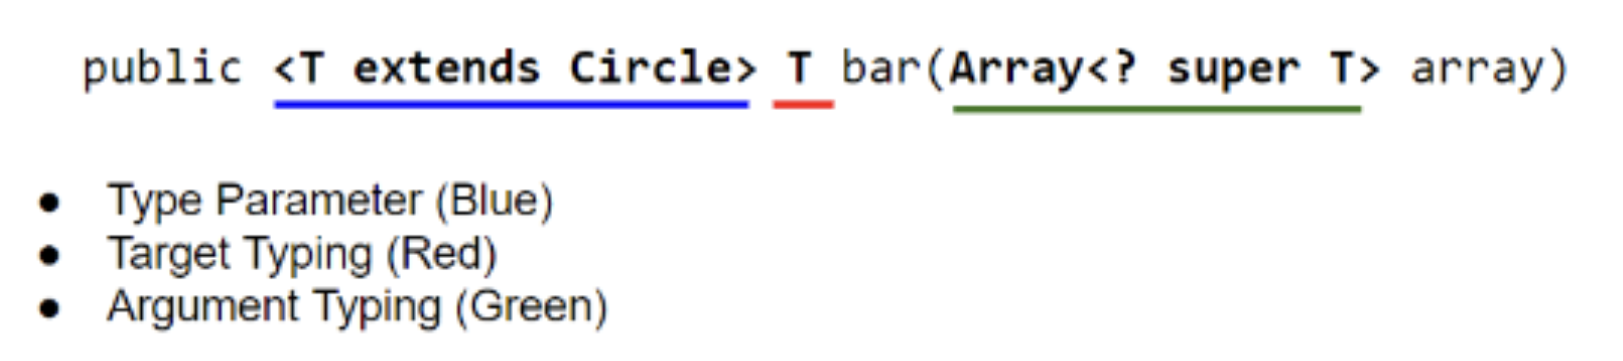 public <T extends Circle> T bar(Array<? super T> array)
● Type Parameter (Blue)
● Target Typing (Red)
● Argument Typing (Green)